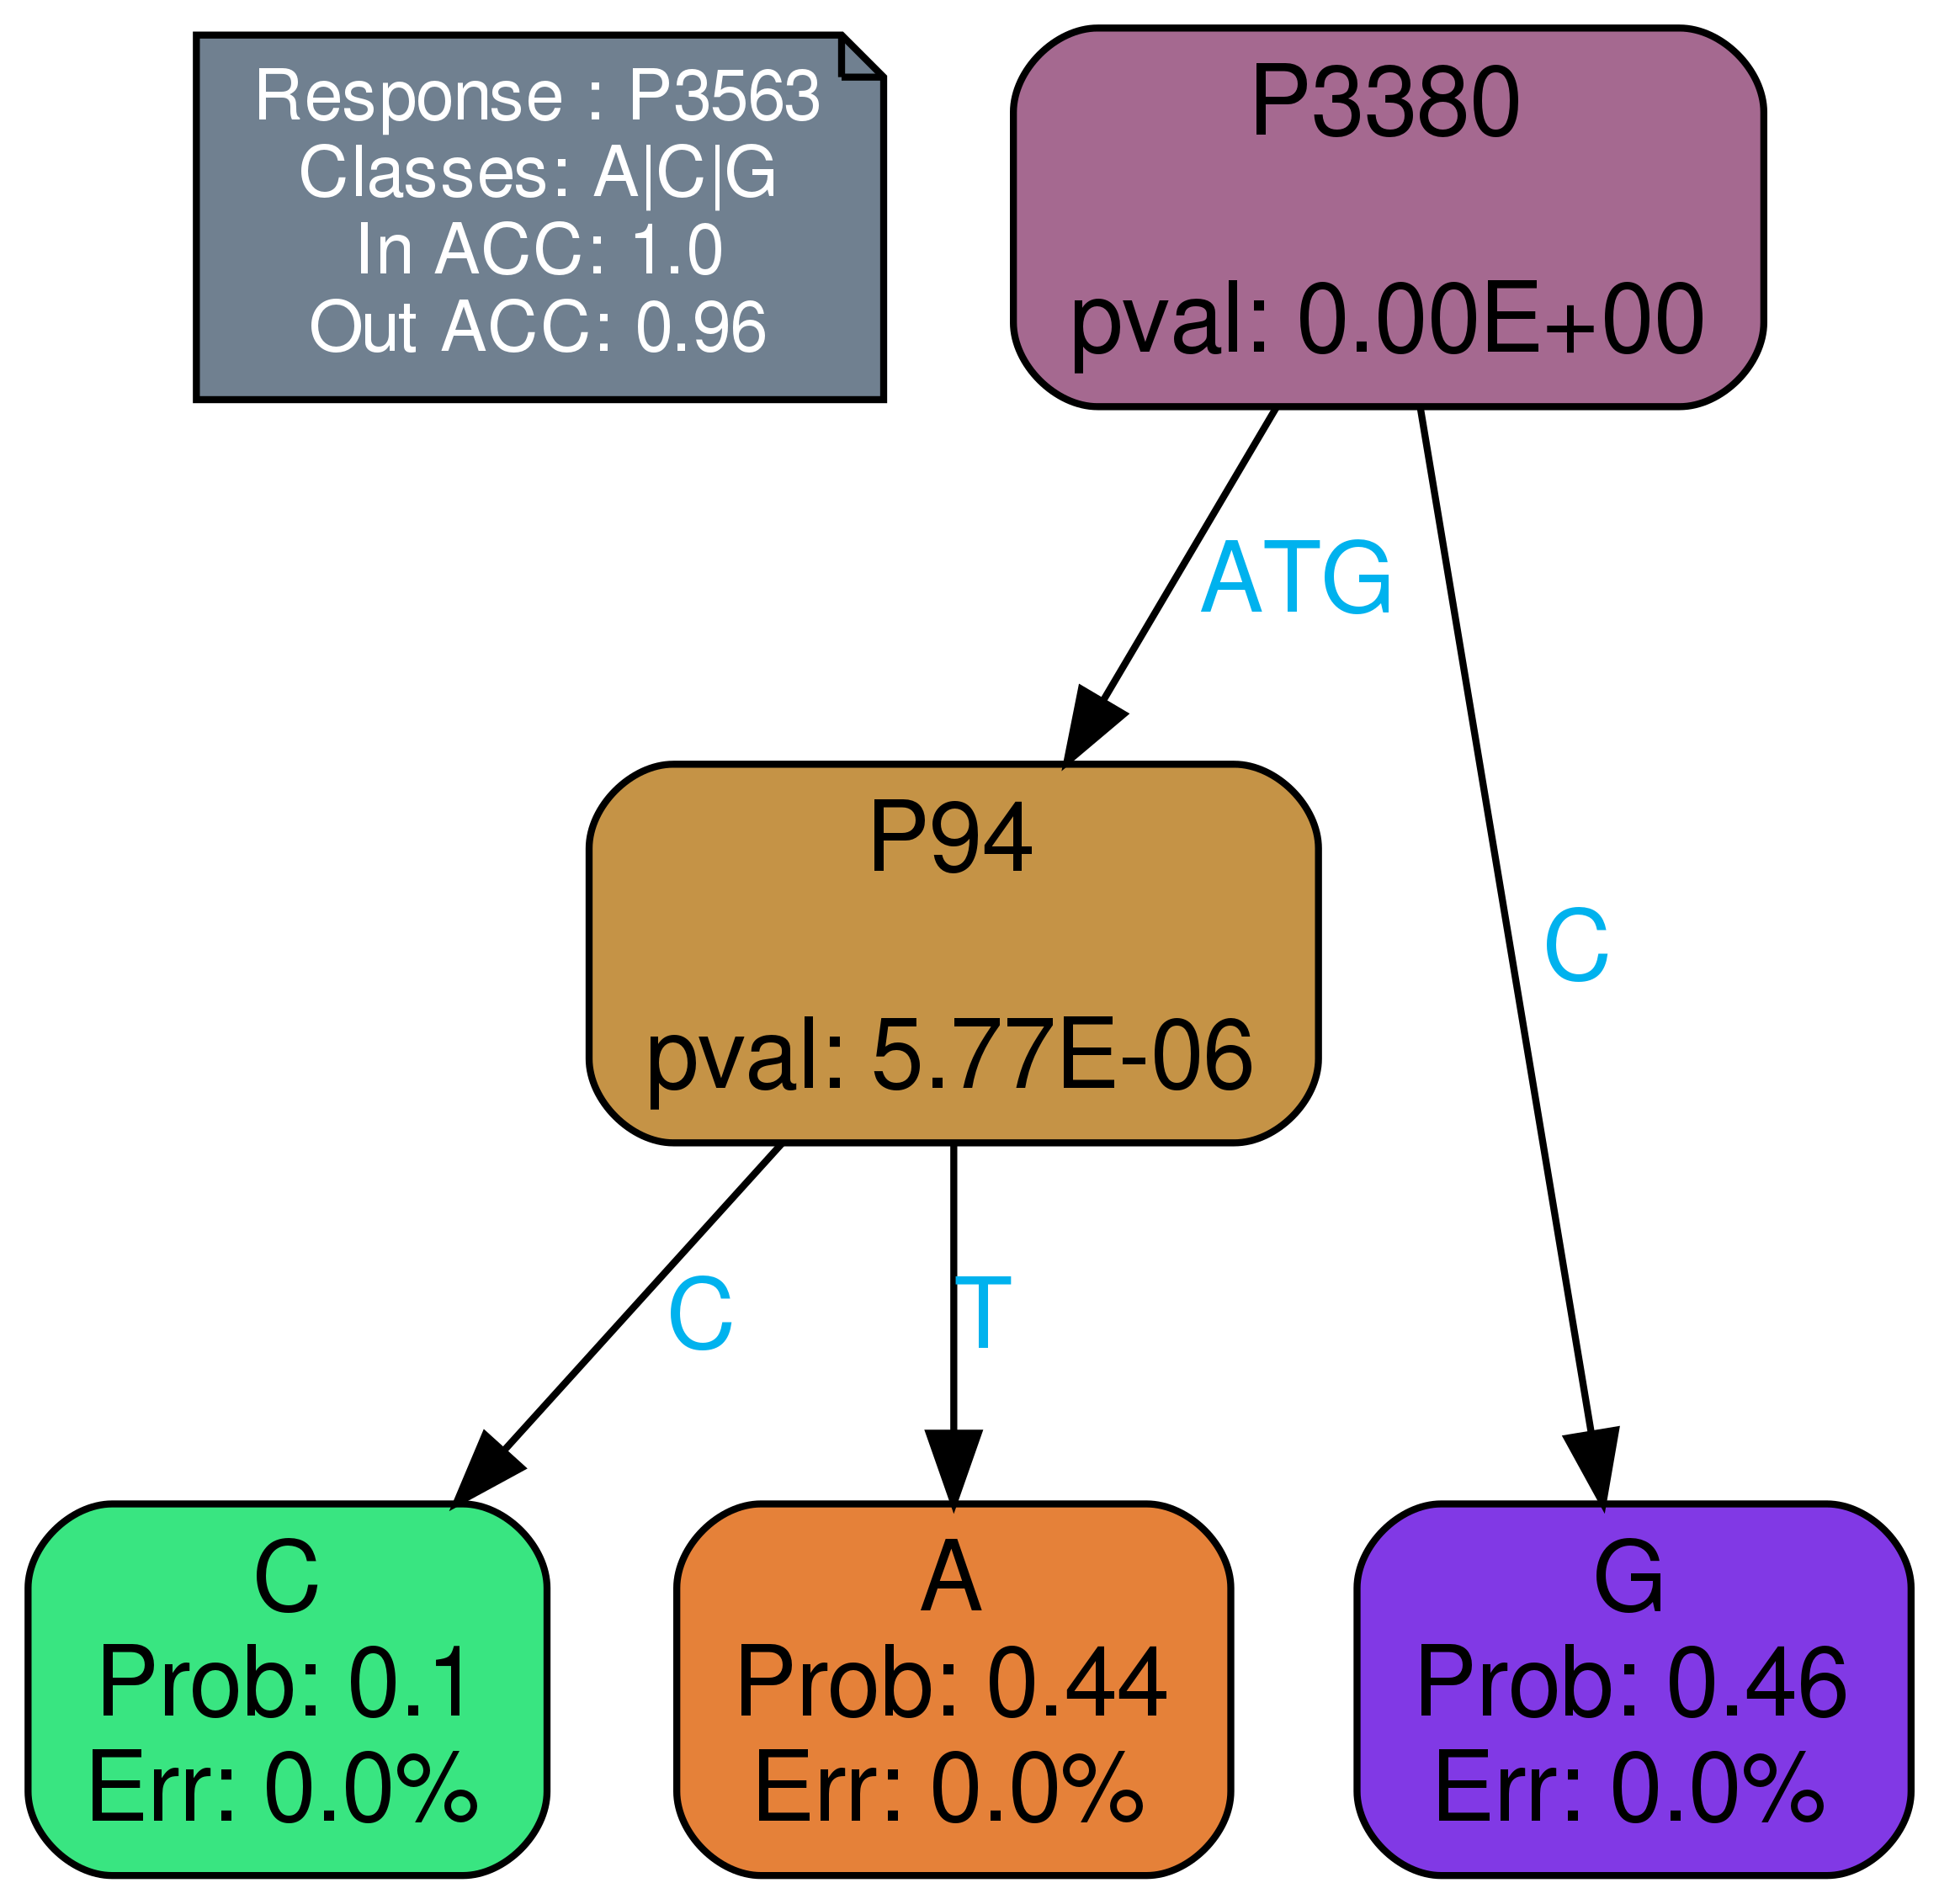 Response : P3563
Classes: A|C|G
In ACC: 1.0
Out ACC: 0.96
P3380
pval: 0.00E+00
ATG
P94
pval: 5.77E-06
C
C
T
C
Prob: 0.1
Err: 0.0%
A
Prob: 0.44
Err: 0.0%
G
Prob: 0.46
Err: 0.0%